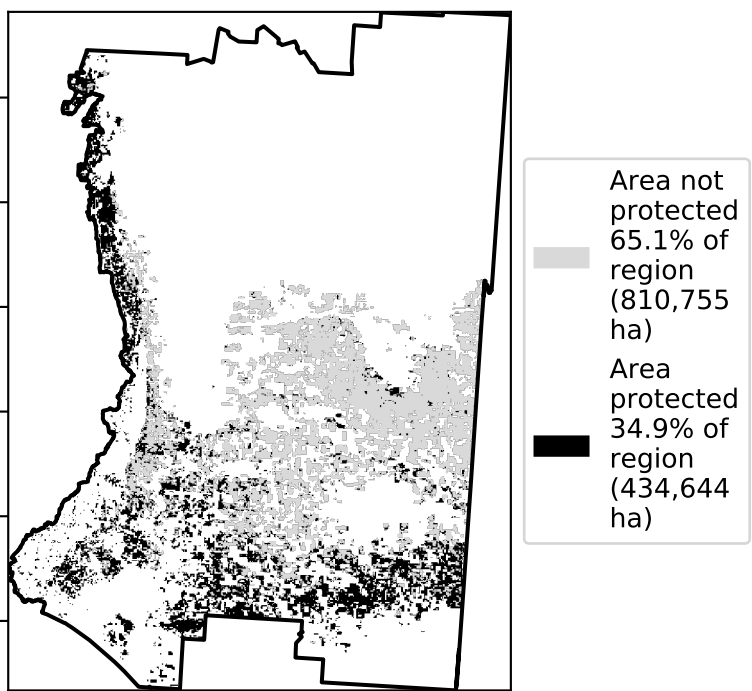 Area not
protected
65.1% of
region
(810,755
ha)
Area
protected
34.9% of
region
(434,644
ha)